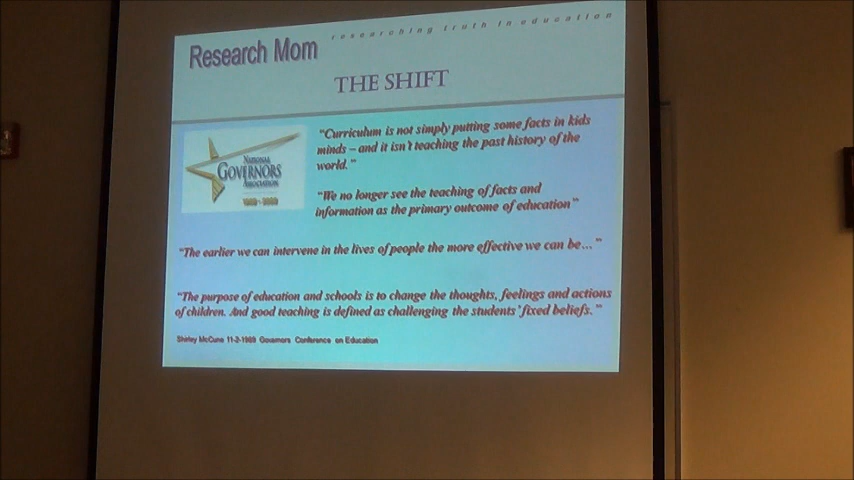 Research Mom
researching truth in education
THE SHIFT
"Curriculum is not simply putting some facts in kids
minds – and it isn't teaching the past history of the
world."
NATIONAL
GOVERNORS
ASSOCIATION
"We no longer see the teaching of facts and
information as the primary outcome of education"
"The earlier we can intervene in the lives of people the more effective we can be…"
"The purpose of education and schools is to change the thoughts, feelings and actions
of children. And good teaching is defined as challenging the students' fixed beliefs."
Shirley McCune 11-2-1989 Governors Conference on Education